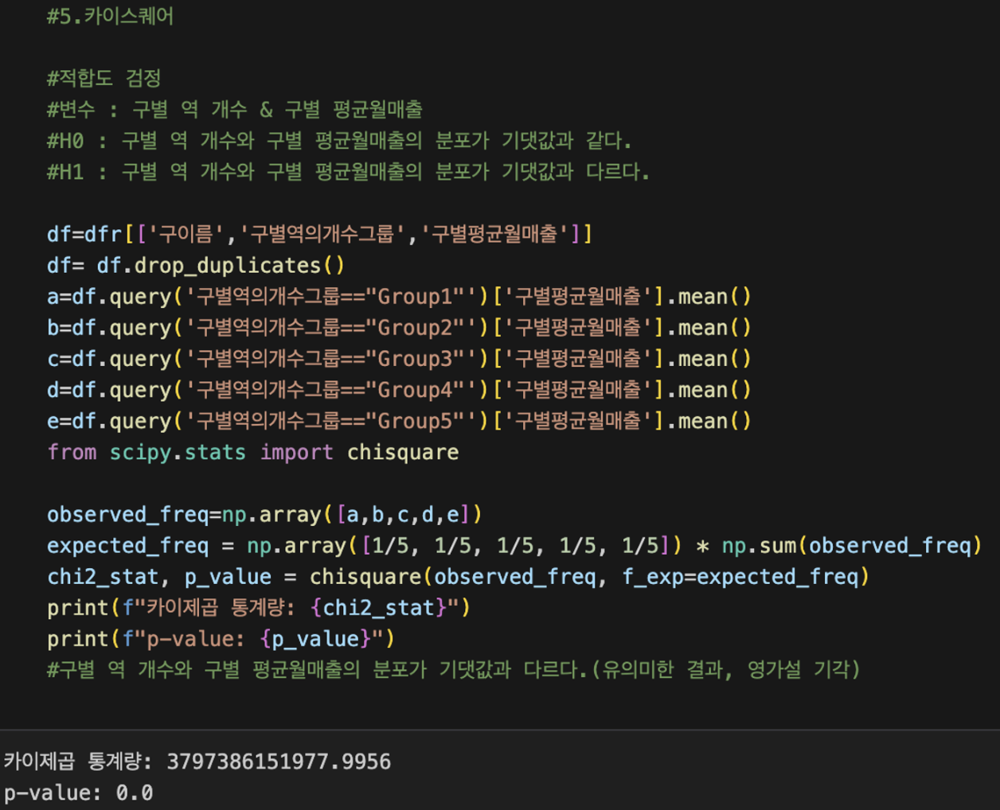 #5.카이스퀘어
#적합도 검정
#변수 : 구별 역 개수 & 구별 평균월매출
#H0 : 구별 역 개수와 구별 평균월매출의 분포가 기댓값과 같다.
#H1 : 구별 역 개수와 구별 평균월매출의 분포가 기댓값과 다르다.
df=dfr[['구이름','구별역의개수그룹','구별평균월매출']]
df= df.drop_duplicates()
a=df.query('구별역의개수그룹=="Group1"')['구별평균월매출'].mean()
b=df.query('구별역의개수그룹=="Group2"')['구별평균월매출'].mean()
c=df.query('구별역의개수그룹=="Group3"')['구별평균월매출'].mean()
d=df.query('구별역의개수그룹=="Group4"')['구별평균월매출'].mean()
e=df.query('구별역의개수그룹=="Group5"')['구별평균월매출'].mean()
from scipy.stats import chisquare
observed_freq=np.array([a,b,c,d,e])
expected_freq = np.array([1/5, 1/5, 1/5, 1/5, 1/5]) * np.sum(observed_freq)
chi2_stat, p_value = chisquare(observed_freq, f_exp=expected_freq)
print(f"카이제곱 통계량: {chi2_stat}")
print(f"p-value: {p_value}")
#구별 역 개수와 구별 평균월매출의 분포가 기댓값과 다르다.(유의미한 결과, 영가설 기각)
카이제곱 통계량: 3797386151977.9956
p-value: 0.0